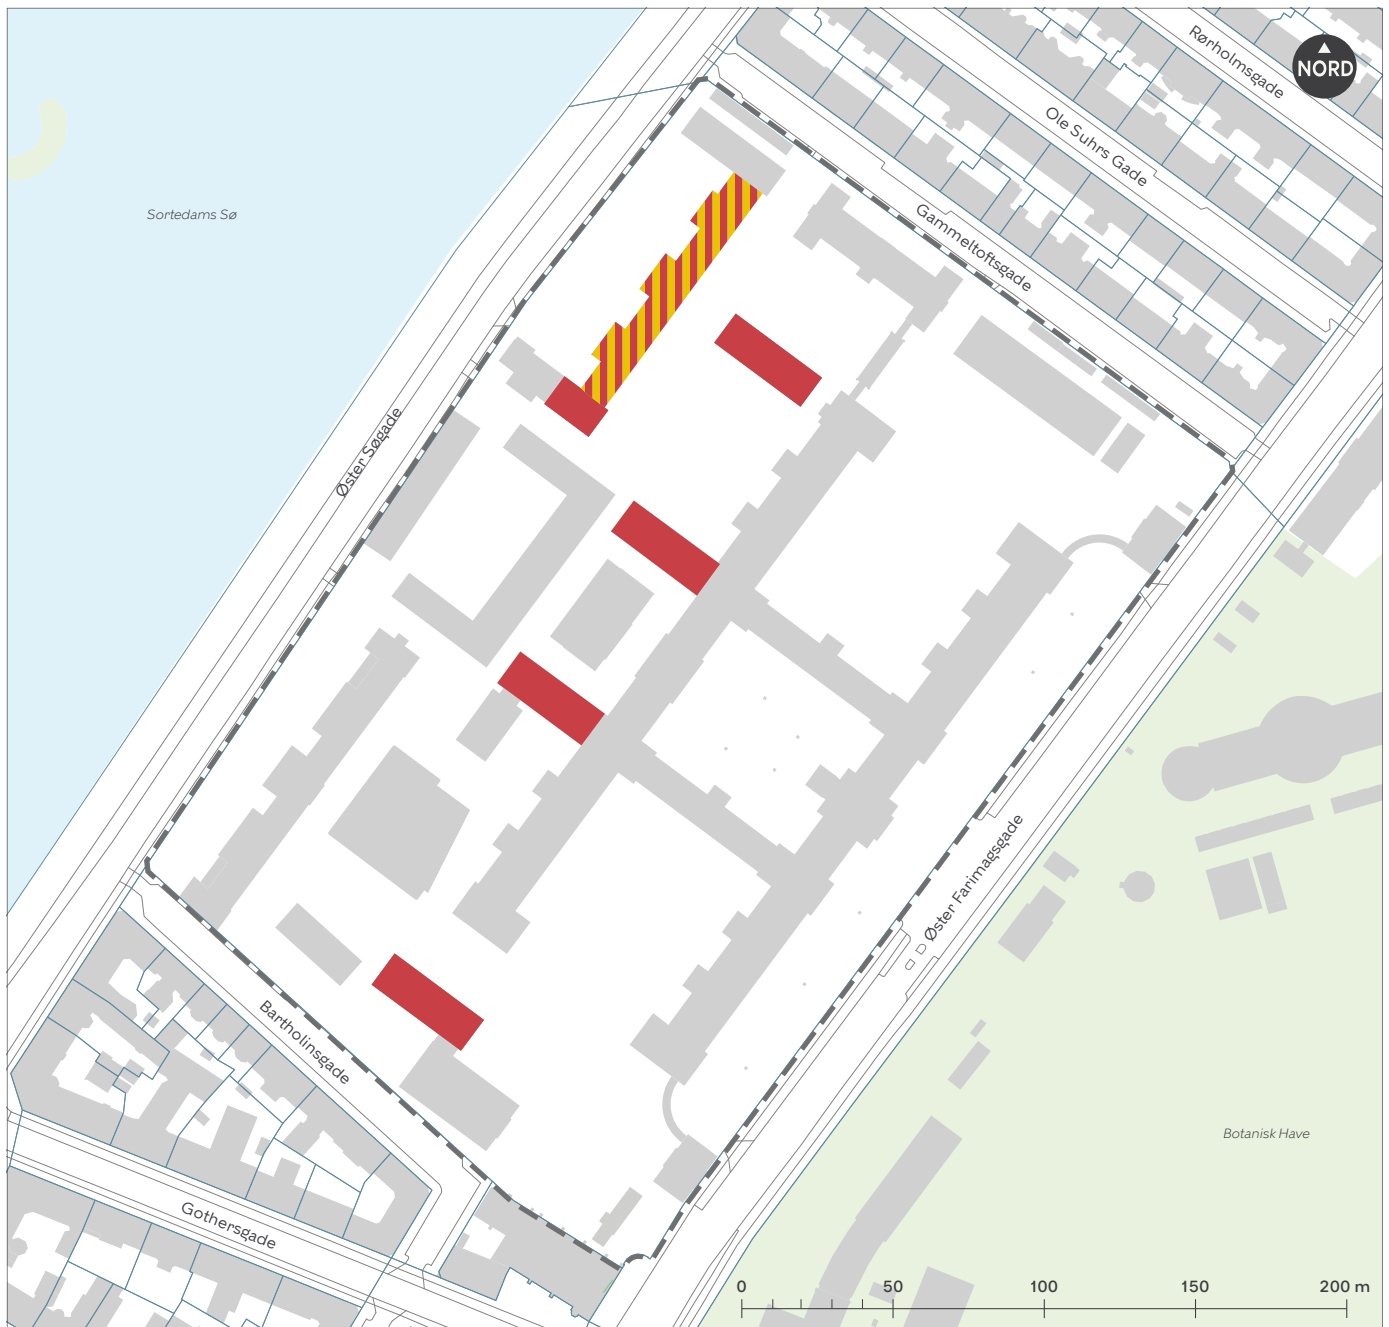 Rørholmsgade
NORD
Ole Suhrs Gade
Sortedams Sø
Gammeltoftsgade
Øster Søgade
Øster Farimagsgade
Bartholinsgade
Botanisk Have
Gothersgade
0 50 100 150 200 m